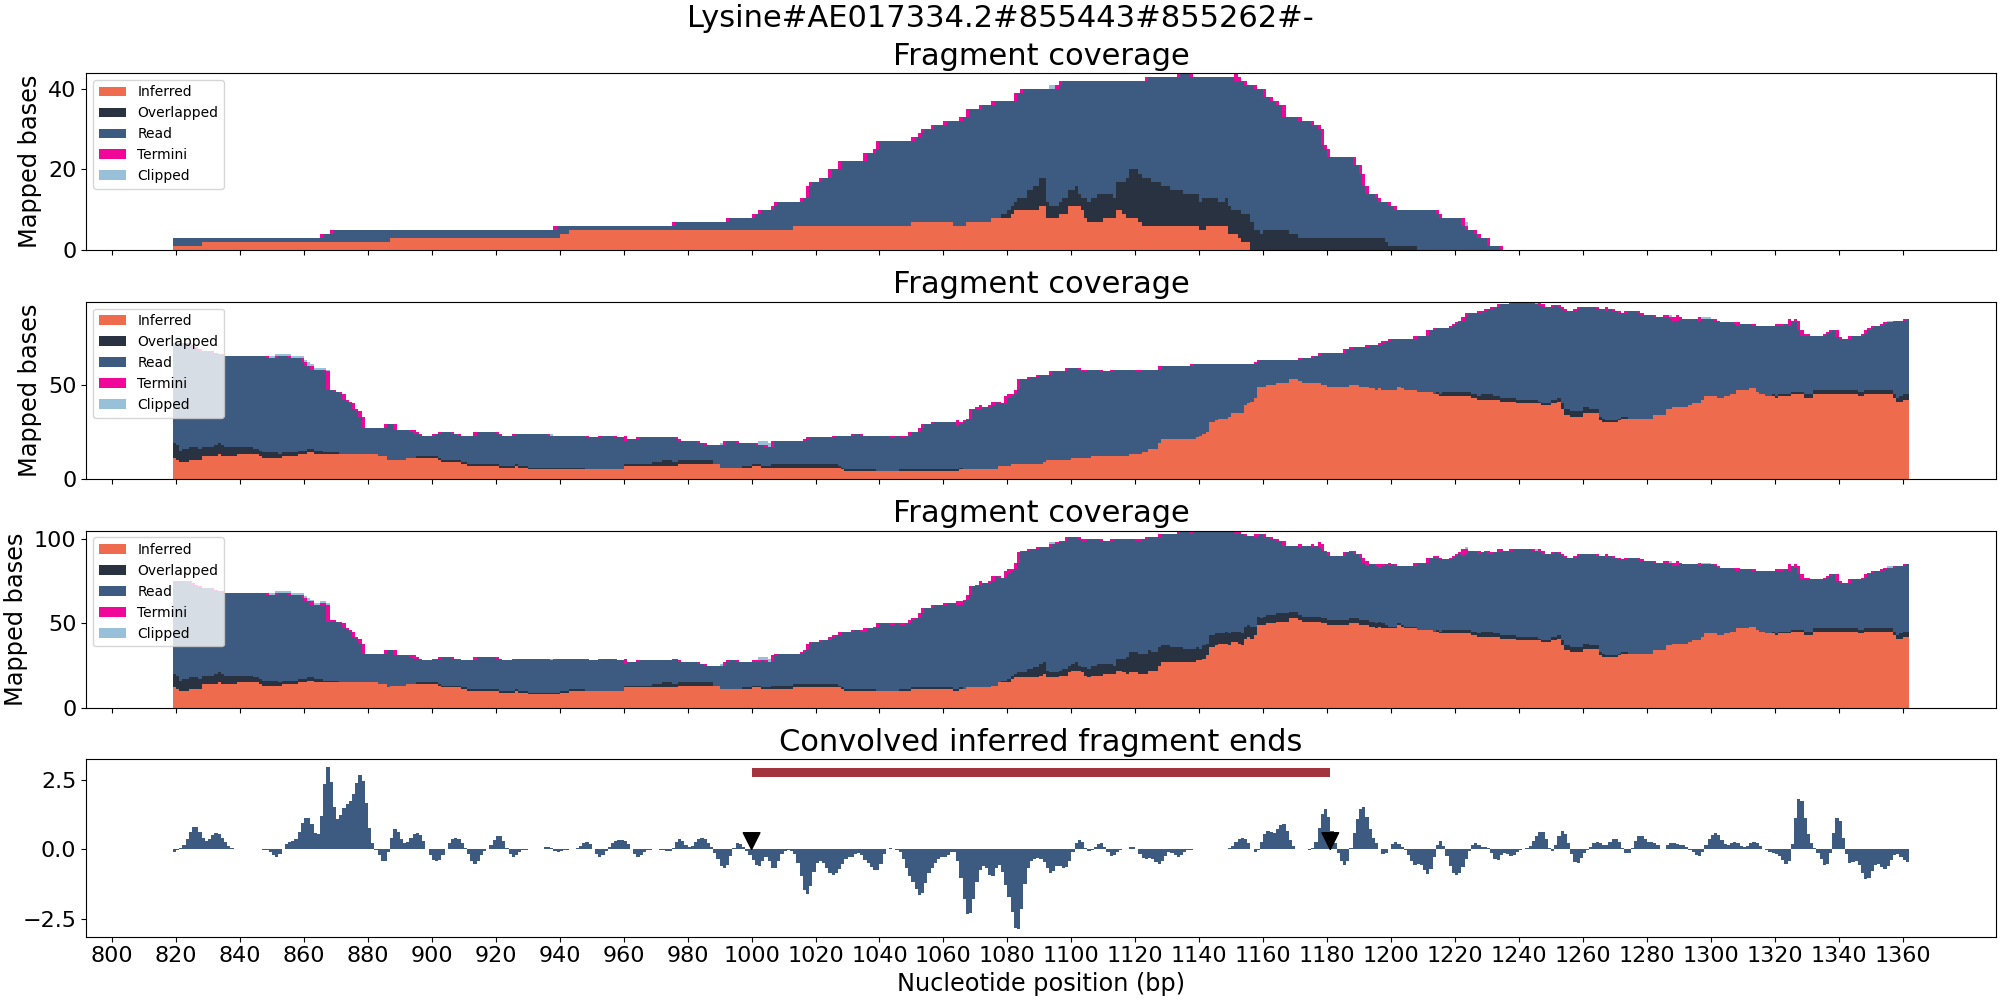 Lysine#AE017334.2#855443#855262#-
Fragment coverage
Mapped bases
40
20
0
Inferred
Overlapped
Read
Termini
Clipped
Fragment coverage
Mapped bases
50
0
Inferred
Overlapped
Read
Termini
Clipped
Fragment coverage
Mapped bases
100
50
0
Inferred
Overlapped
Read
Termini
Clipped
Convolved inferred fragment ends
2.5
0.0
−2.5
800 820 840 860 880 900 920 940 960 980 1000 1020 1040 1060 1080 1100 1120 1140 1160 1180 1200 1220 1240 1260 1280 1300 1320 1340 1360
Nucleotide position (bp)